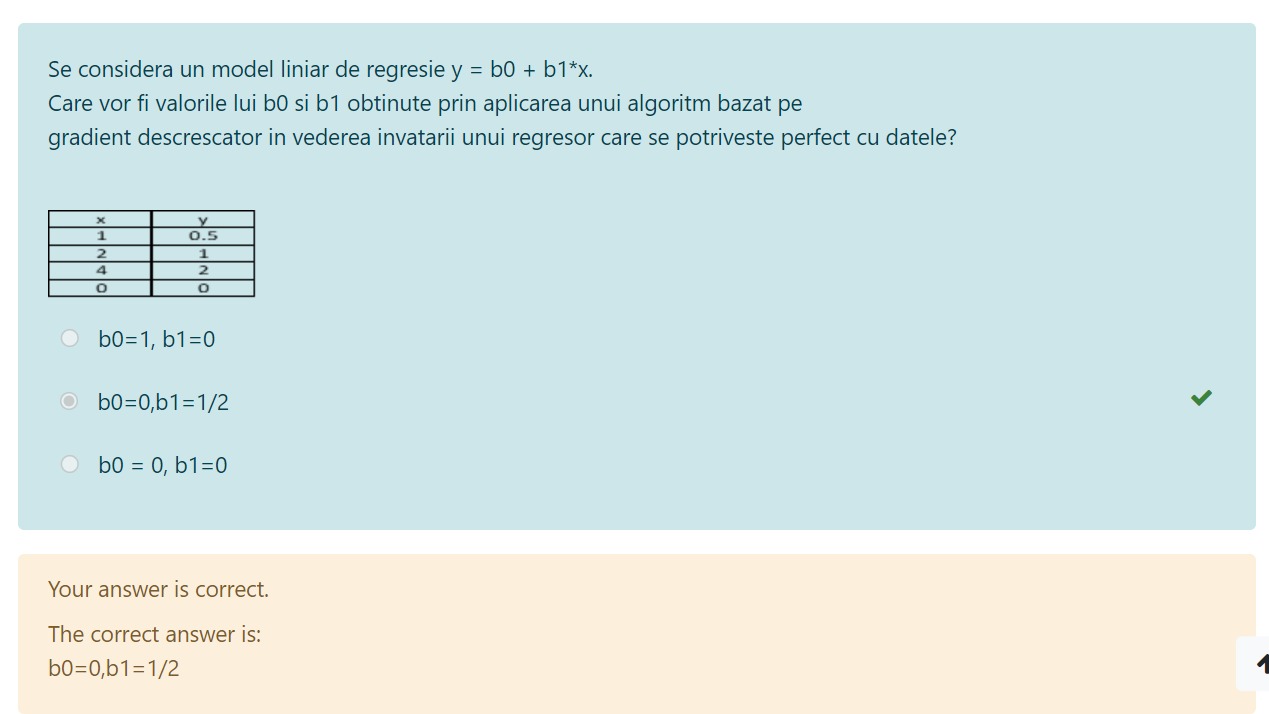 Se considera un model liniar de regresie y = b0 + b1*x.
Care vor fi valorile lui b0 si b1 obtinute prin aplicarea unui algoritm bazat pe
gradient descrescator in vederea invatarii unui regresor care se potriveste perfect cu datele?
x y
1 0.5
2 1
4 2
0 0
b0=1, b1=0
b0=0,b1=1/2
b0 = 0, b1=0
Your answer is correct.
The correct answer is:
b0=0,b1=1/2